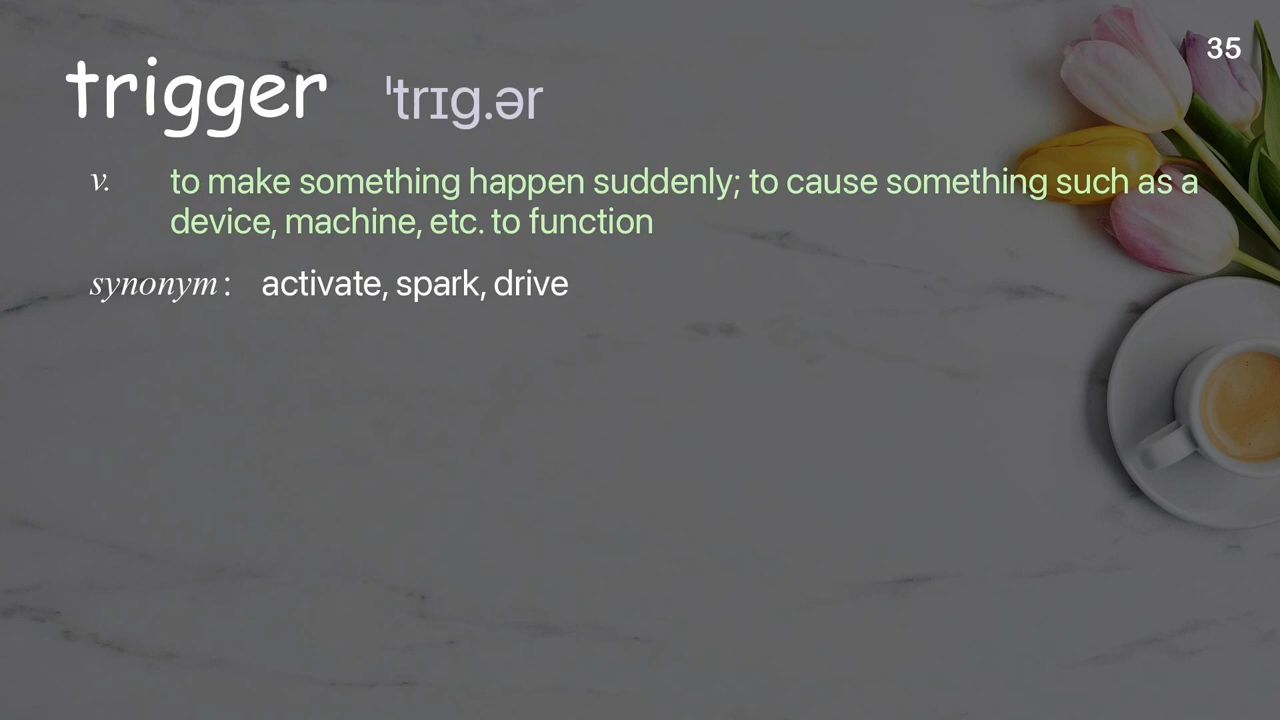 35
trigger ˈtrɪg.ər
v. to make something happen suddenly; to cause something such as a
device, machine, etc. to function
synonym: activate, spark, drive